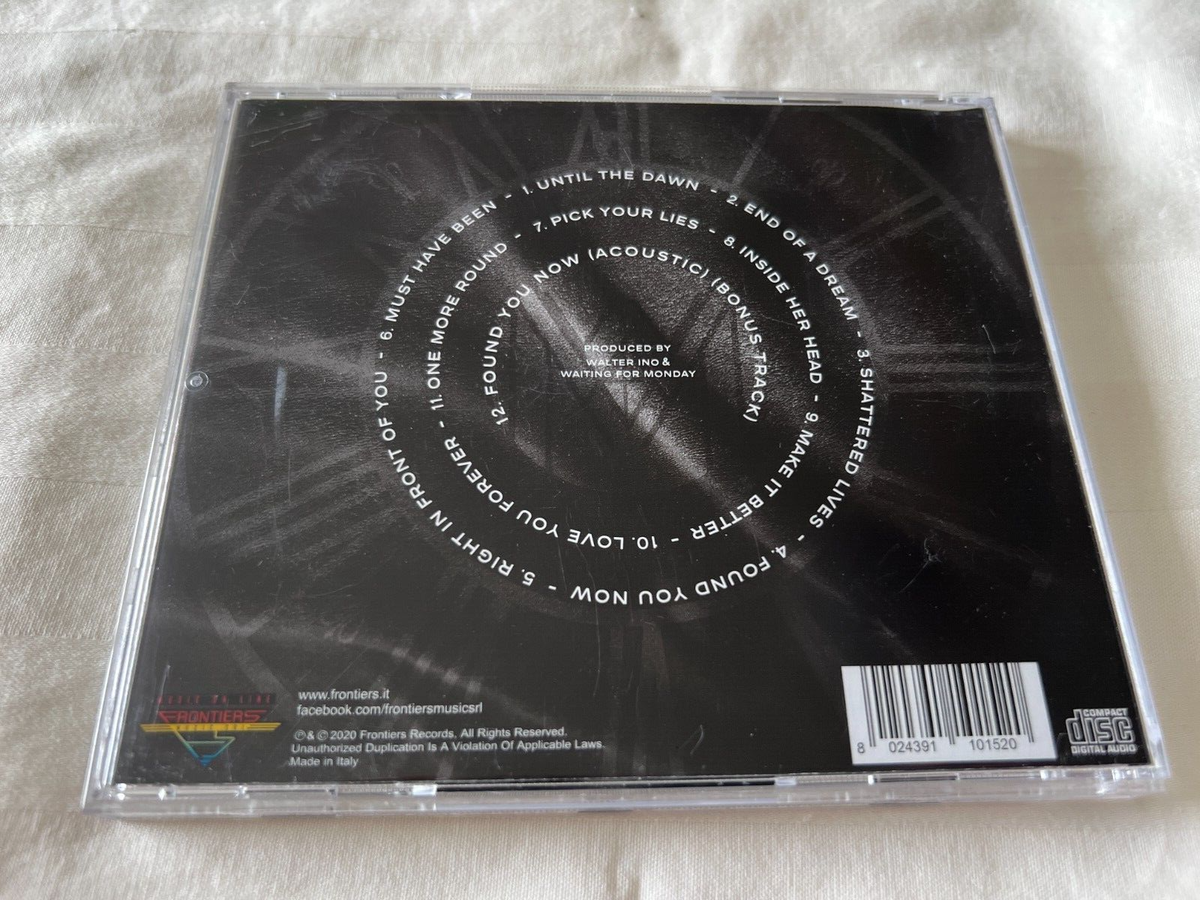 1. UNTIL THE DAWN - 2. END OF A DREAM - 3. SHATTERED LIVES - 4. FOUND YOU NOW - 5. RIGHT IN FRONT OF YOU - 6. MUST HAVE BEEN -
7. PICK YOUR LIES - 8. INSIDE HER HEAD - 9. MAKE IT BETTER - 10. LOVE YOU FOREVER - 11. ONE MORE ROUND -
12. FOUND YOU NOW (ACOUSTIC) (BONUS TRACK)
PRODUCED BY
WALTER INO &
WAITING FOR MONDAY
FRONTIERS
www.frontiers.it
facebook.com/frontiersmusicsrl
℗ & © 2020 Frontiers Records. All Rights Reserved.
Unauthorized Duplication Is A Violation Of Applicable Laws.
Made in Italy
8 024391 101520
COMPACT
disc
DIGITAL AUDIO